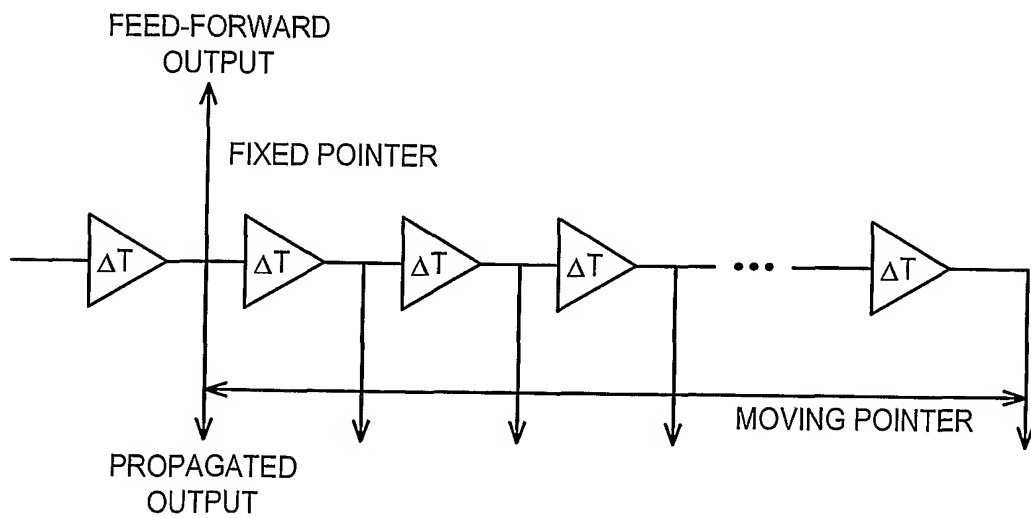 FEED-FORWARD
OUTPUT
FIXED POINTER
ΔT
ΔT
ΔT
ΔT
•••
ΔT
MOVING POINTER
PROPAGATED
OUTPUT